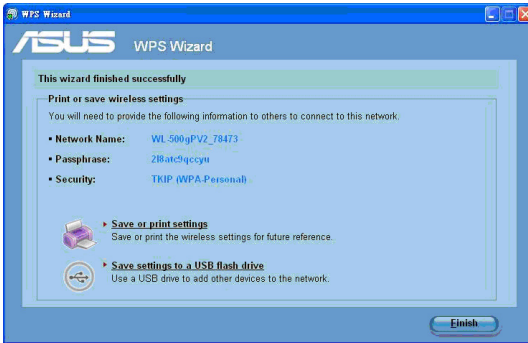 WPS Wizard
ASUS WPS Wizard
This wizard finished successfully
Print or save wireless settings
You will need to provide the following information to others to connect to this network.
• Network Name: WL-500gPV2_78473
• Passphrase: 2l8atc9qccyu
• Security: TKIP (WPA-Personal)
Save or print settings
Save or print the wireless settings for future reference.
Save settings to a USB flash drive
Use a USB drive to add other devices to the network.
Finish